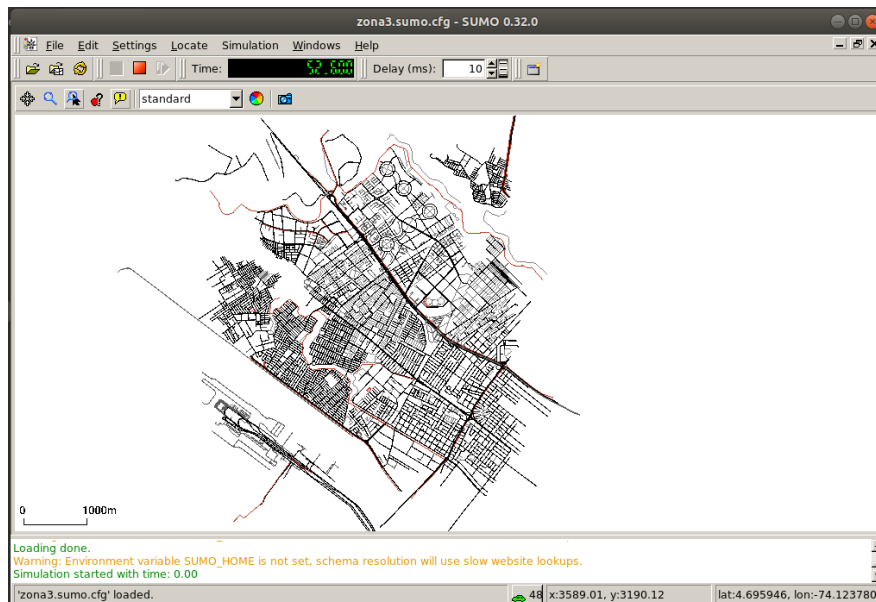 zona3.sumo.cfg - SUMO 0.32.0
File Edit Settings Locate Simulation Windows Help
Time: 52.600 Delay (ms): 10
standard
0 1000m
Loading done.
Warning: Environment variable SUMO_HOME is not set, schema resolution will use slow website lookups.
Simulation started with time: 0.00
'zona3.sumo.cfg' loaded. 48 x:3589.01, y:3190.12 lat:4.695946, lon:-74.123780